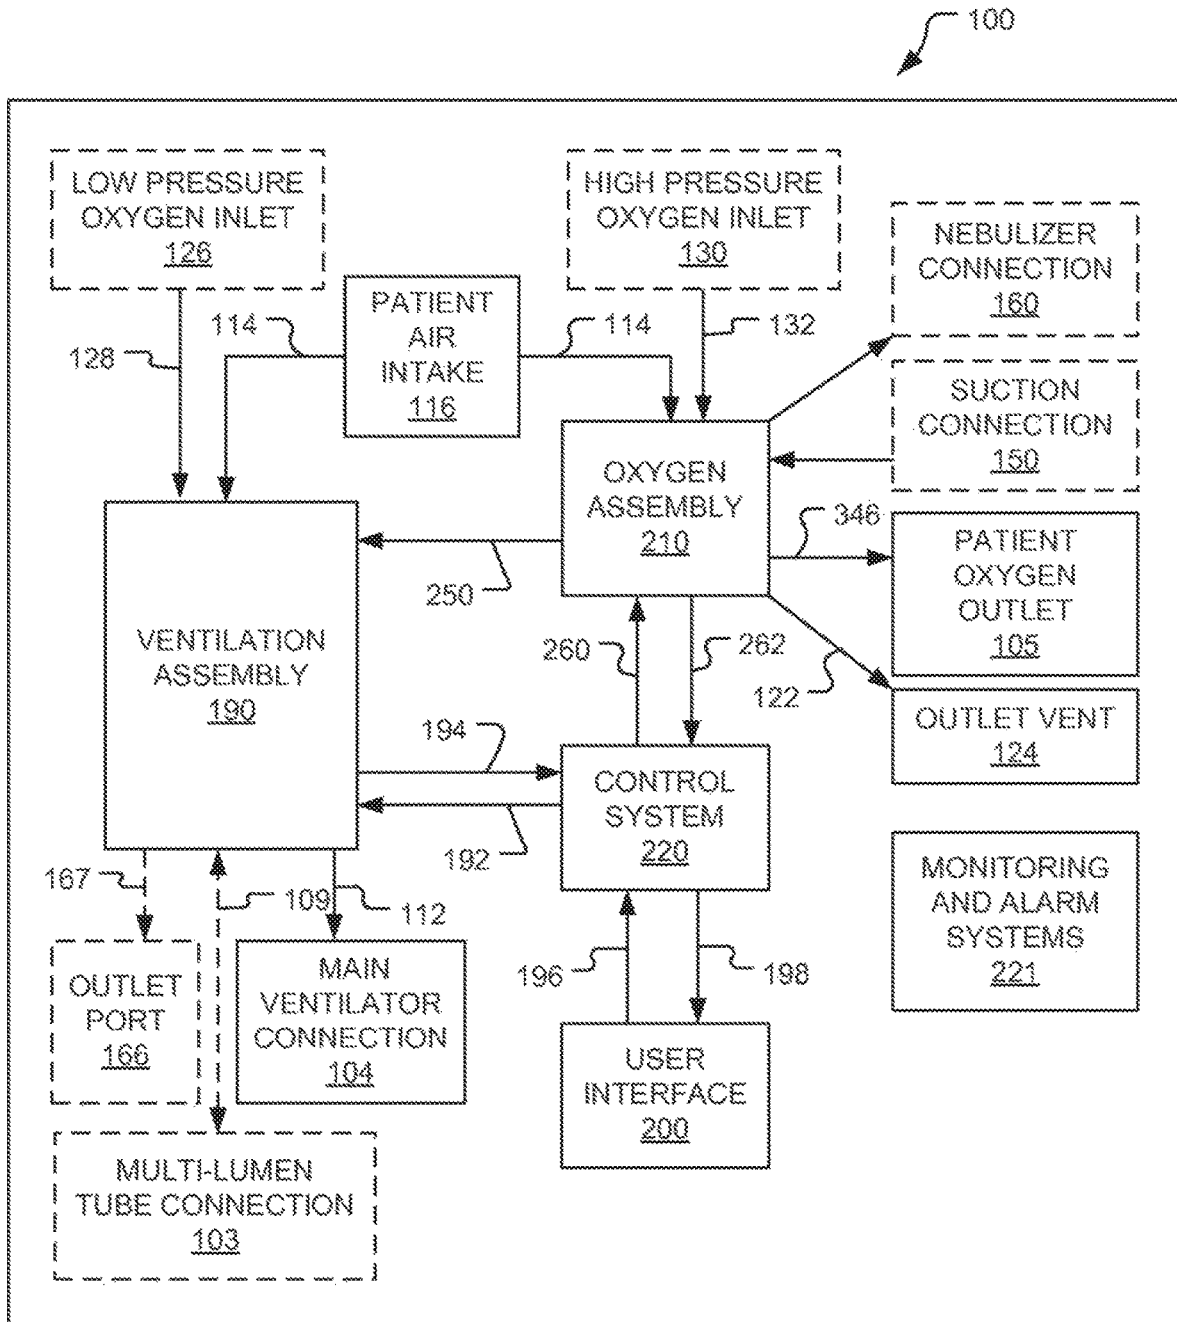 100
LOW PRESSURE
OXYGEN INLET
126
HIGH PRESSURE
OXYGEN INLET
130
NEBULIZER
CONNECTION
160
PATIENT
AIR
INTAKE
116
114
114
132
128
SUCTION
CONNECTION
150
OXYGEN
ASSEMBLY
210
346
PATIENT
OXYGEN
OUTLET
105
250
VENTILATION
ASSEMBLY
190
260
262
122
OUTLET VENT
124
194
CONTROL
SYSTEM
220
192
MONITORING
AND ALARM
SYSTEMS
221
167
109
112
OUTLET
PORT
166
MAIN
VENTILATOR
CONNECTION
104
196
198
USER
INTERFACE
200
MULTI-LUMEN
TUBE CONNECTION
103